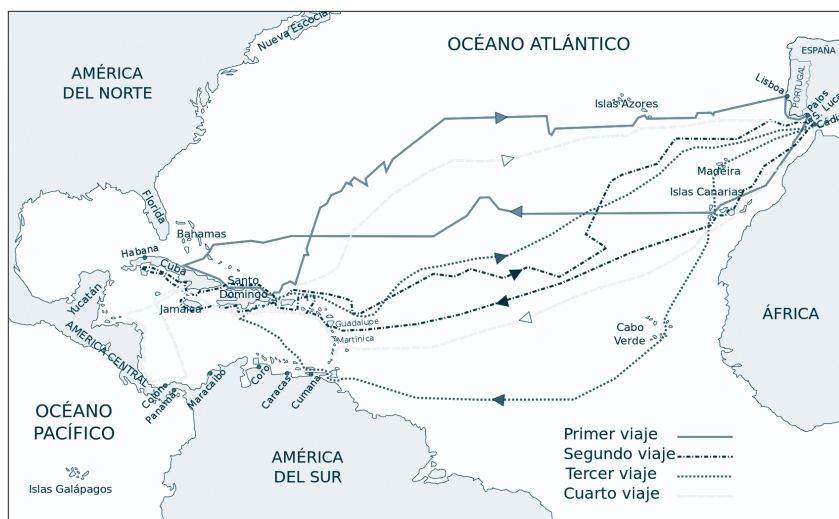 Nueva Escocia
OCÉANO ATLÁNTICO
ESPAÑA
PORTUGAL
AMÉRICA
DEL NORTE
Lisboa
Palos
S. Luca
Cádi
Islas Azores
Madeira
Islas Canarias
Florida
Bahamas
Habana
Cuba
Santo
Domingo
Yucatán
Jamaica
Guadalupe
Martinica
Cabo
Verde
ÁFRICA
AMÉRICA CENTRAL
Colón
Panamá
Maracaibo
Coro
Caracas
Cumaná
OCÉANO
PACÍFICO
AMÉRICA
DEL SUR
Islas Galápagos
Primer viaje
Segundo viaje
Tercer viaje
Cuarto viaje